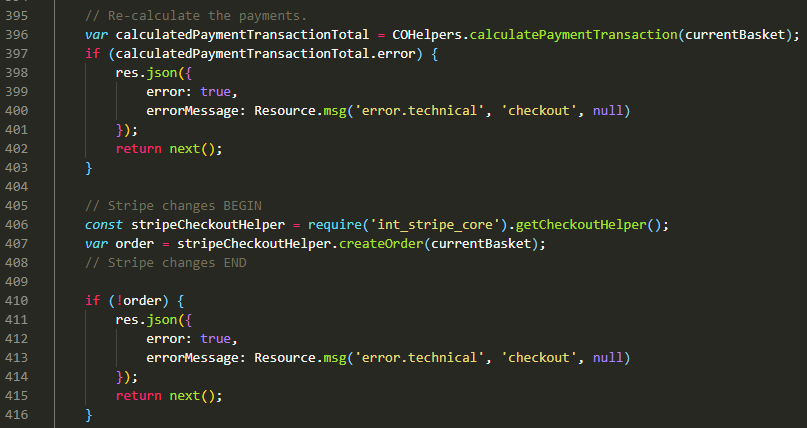 395 // Re-calculate the payments.
396 var calculatedPaymentTransactionTotal = COHelpers.calculatePaymentTransaction(currentBasket);
397 if (calculatedPaymentTransactionTotal.error) {
398 res.json({
399 error: true,
400 errorMessage: Resource.msg('error.technical', 'checkout', null)
401 });
402 return next();
403 }
404
405 // Stripe changes BEGIN
406 const stripeCheckoutHelper = require('int_stripe_core').getCheckoutHelper();
407 var order = stripeCheckoutHelper.createOrder(currentBasket);
408 // Stripe changes END
409
410 if (!order) {
411 res.json({
412 error: true,
413 errorMessage: Resource.msg('error.technical', 'checkout', null)
414 });
415 return next();
416 }